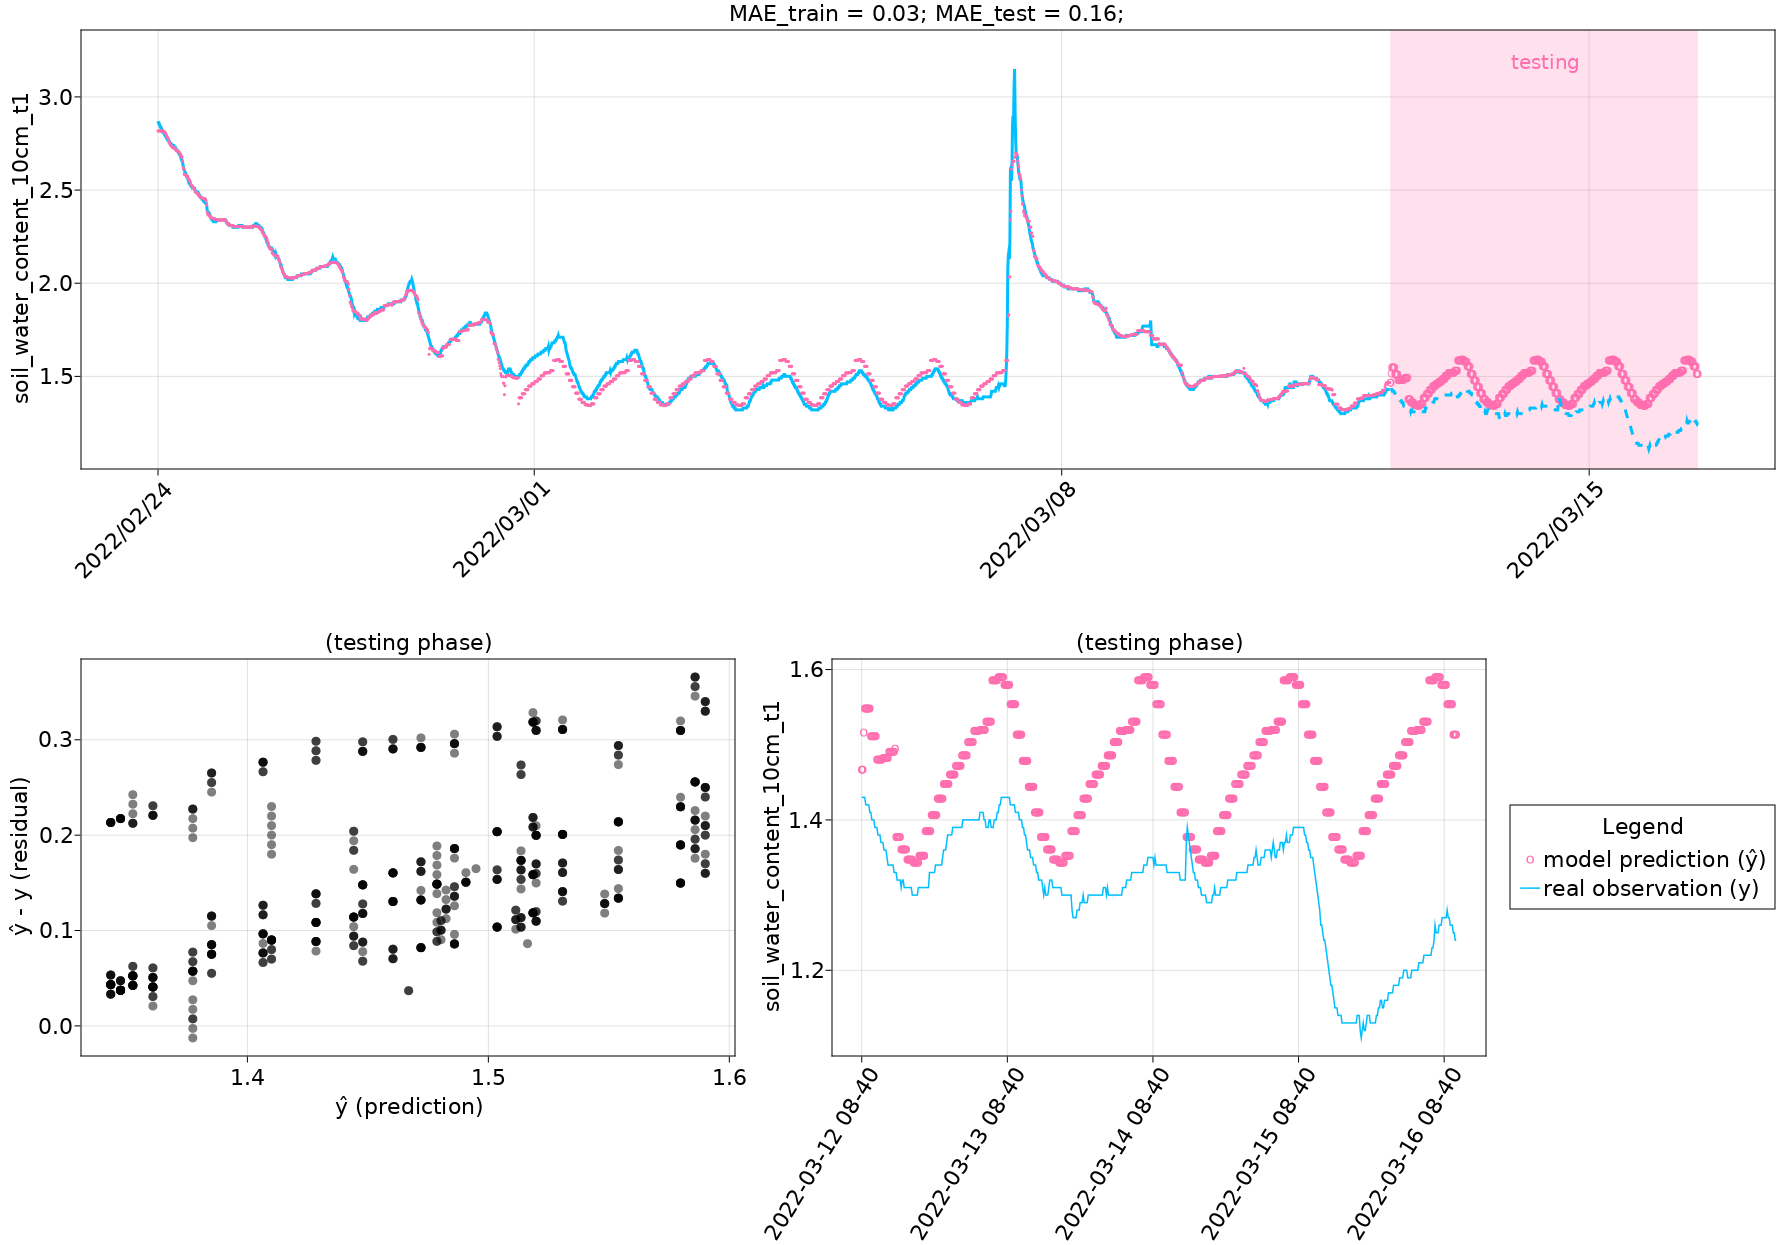 MAE_train = 0.03; MAE_test = 0.16;
testing
soil_water_content_10cm_t1
3.0
2.5
2.0
1.5
2022/02/24
2022/03/01
2022/03/08
2022/03/15
(testing phase)
ŷ - y (residual)
0.3
0.2
0.1
0.0
1.4
1.5
1.6
ŷ (prediction)
(testing phase)
soil_water_content_10cm_t1
1.6
1.4
1.2
2022-03-12 08-40
2022-03-13 08-40
2022-03-14 08-40
2022-03-15 08-40
2022-03-16 08-40
Legend
model prediction (ŷ)
real observation (y)